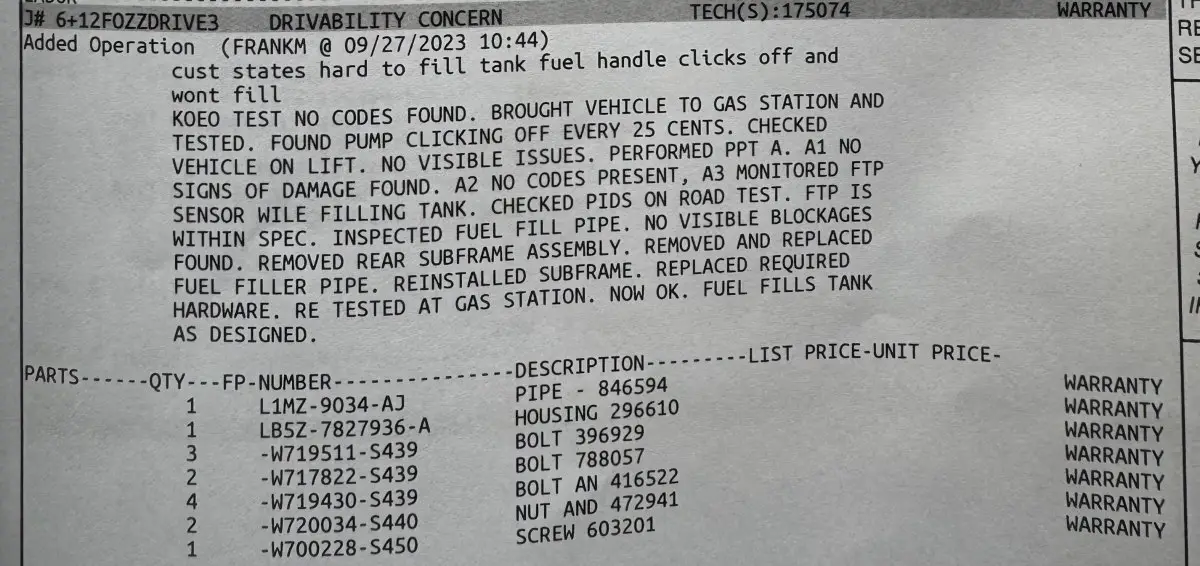 J# 6+12FOZZDRIVE3 DRIVABILITY CONCERN TECH(S):175074 WARRANTY
Added Operation (FRANKM @ 09/27/2023 10:44)
cust states hard to fill tank fuel handle clicks off and
wont fill
KOEO TEST NO CODES FOUND. BROUGHT VEHICLE TO GAS STATION AND
TESTED. FOUND PUMP CLICKING OFF EVERY 25 CENTS. CHECKED
VEHICLE ON LIFT. NO VISIBLE ISSUES. PERFORMED PPT A. A1 NO
SIGNS OF DAMAGE FOUND. A2 NO CODES PRESENT, A3 MONITORED FTP
SENSOR WILE FILLING TANK. CHECKED PIDS ON ROAD TEST. FTP IS
WITHIN SPEC. INSPECTED FUEL FILL PIPE. NO VISIBLE BLOCKAGES
FOUND. REMOVED REAR SUBFRAME ASSEMBLY. REMOVED AND REPLACED
FUEL FILLER PIPE. REINSTALLED SUBFRAME. REPLACED REQUIRED
HARDWARE. RE TESTED AT GAS STATION. NOW OK. FUEL FILLS TANK
AS DESIGNED.
PARTS------QTY---FP-NUMBER---------------DESCRIPTION---------LIST PRICE-UNIT PRICE-
1 L1MZ-9034-AJ PIPE - 846594 WARRANTY
1 LB5Z-7827936-A HOUSING 296610 WARRANTY
3 -W719511-S439 BOLT 396929 WARRANTY
2 -W717822-S439 BOLT 788057 WARRANTY
4 -W719430-S439 BOLT AN 416522 WARRANTY
2 -W720034-S440 NUT AND 472941 WARRANTY
1 -W700228-S450 SCREW 603201 WARRANTY